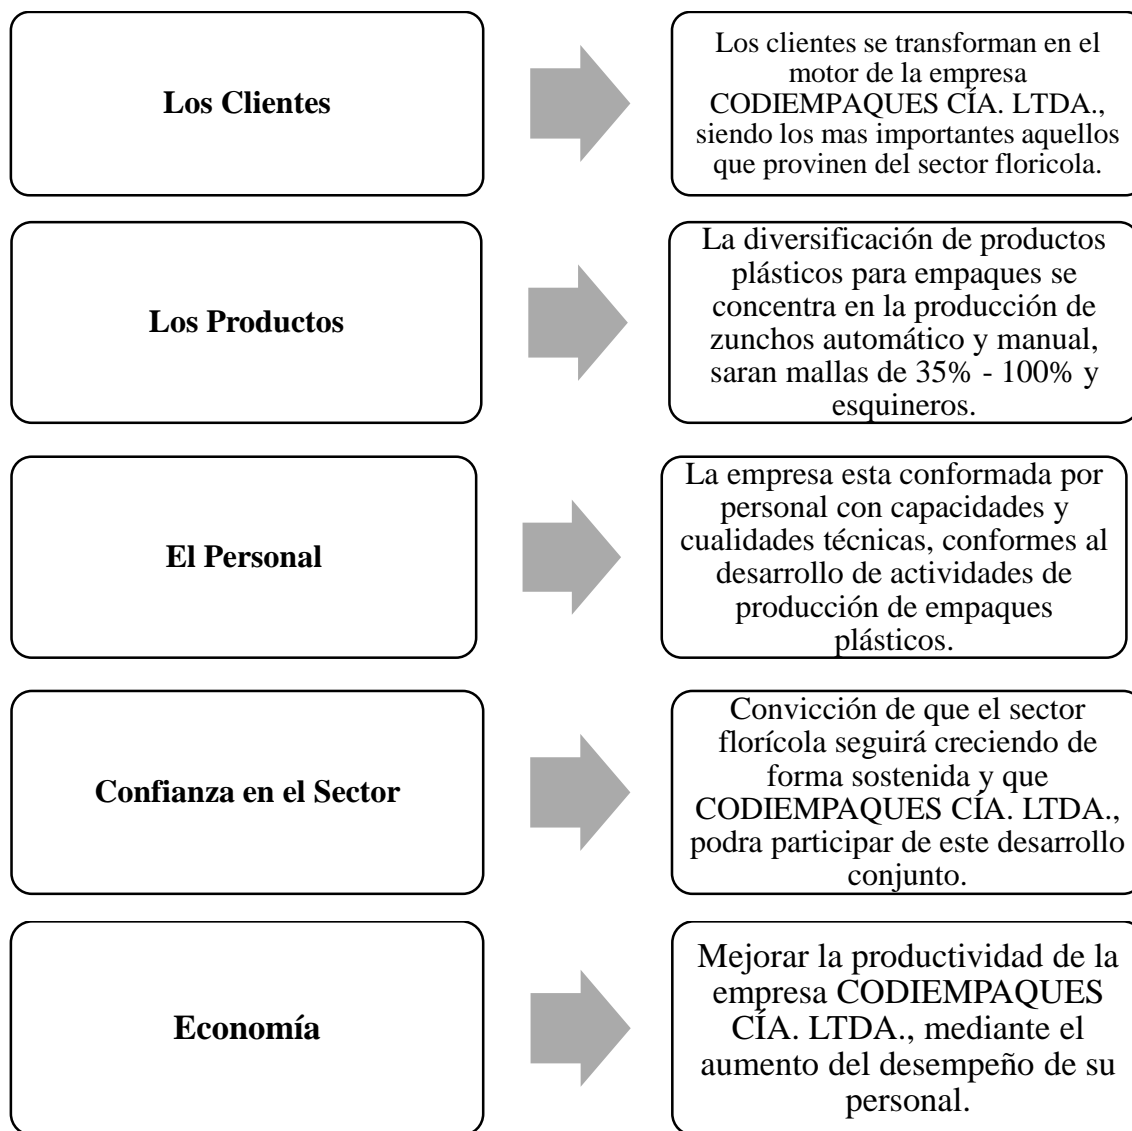 Los Clientes
Los clientes se transforman en el
motor de la empresa
CODIEMPAQUES CÍA. LTDA.,
siendo los mas importantes aquellos
que provinen del sector floricola.
Los Productos
La diversificación de productos
plásticos para empaques se
concentra en la producción de
zunchos automático y manual,
saran mallas de 35% - 100% y
esquineros.
El Personal
La empresa esta conformada por
personal con capacidades y
cualidades técnicas, conformes al
desarrollo de actividades de
producción de empaques
plásticos.
Confianza en el Sector
Convicción de que el sector
florícola seguirá creciendo de
forma sostenida y que
CODIEMPAQUES CÍA. LTDA.,
podra participar de este desarrollo
conjunto.
Economía
Mejorar la productividad de la
empresa CODIEMPAQUES
CÍA. LTDA., mediante el
aumento del desempeño de su
personal.